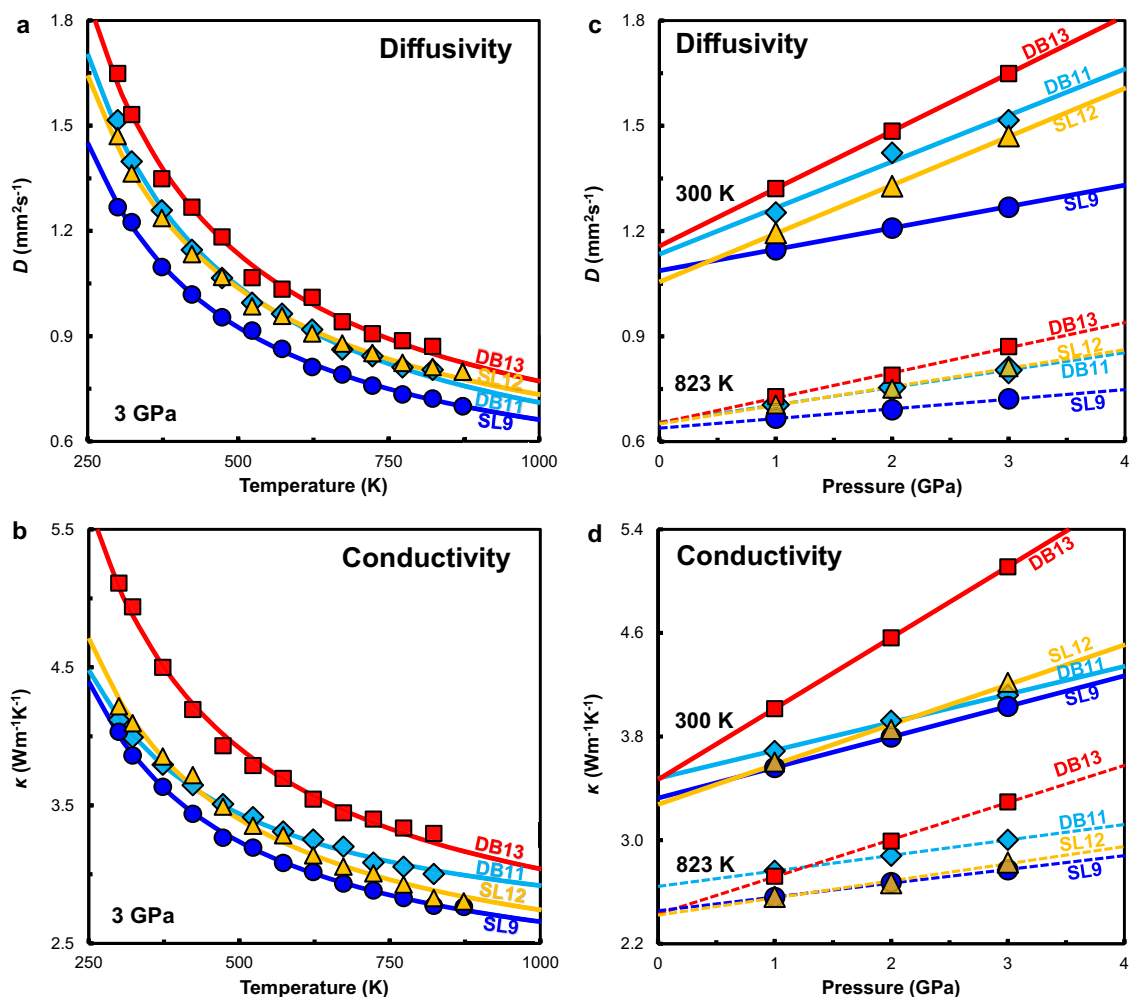 a
Diffusivity
1.8
1.5
1.2
0.9
0.6
D (mm²s⁻¹)
DB13
SL12
DB11
SL9
3 GPa
250
500
750
1000
Temperature (K)
c
Diffusivity
1.8
1.5
1.2
0.9
0.6
D (mm²s⁻¹)
DB13
DB11
SL12
SL9
300 K
DB13
SL12
DB11
SL9
823 K
0
1
2
3
4
Pressure (GPa)
b
Conductivity
5.5
4.5
3.5
2.5
κ (Wm⁻¹K⁻¹)
DB13
DB11
SL12
SL9
3 GPa
250
500
750
1000
Temperature (K)
d
Conductivity
5.4
4.6
3.8
3.0
2.2
κ (Wm⁻¹K⁻¹)
DB13
SL12
DB11
SL9
300 K
DB13
DB11
SL12
SL9
823 K
0
1
2
3
4
Pressure (GPa)